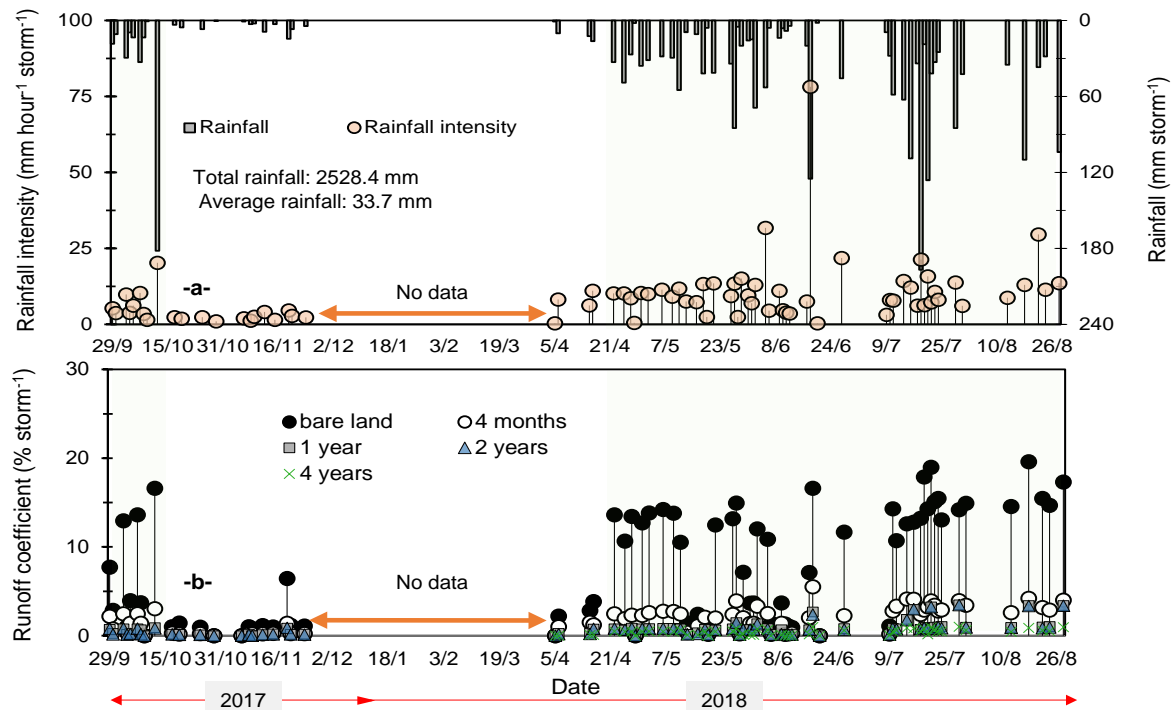 100
75
50
25
0
Rainfall intensity (mm hour⁻¹ storm⁻¹)
0
60
120
180
240
Rainfall (mm storm⁻¹)
Rainfall Rainfall intensity
Total rainfall: 2528.4 mm
Average rainfall: 33.7 mm
-a-
No data
29/9 15/10 31/10 16/11 2/12 18/1 3/2 19/3 5/4 21/4 7/5 23/5 8/6 24/6 9/7 25/7 10/8 26/8
30
20
10
0
Runoff coefficient (% storm⁻¹)
bare land 4 months
1 year 2 years
4 years
-b-
No data
29/9 15/10 31/10 16/11 2/12 18/1 3/2 19/3 5/4 21/4 7/5 23/5 8/6 24/6 9/7 25/7 10/8 26/8
Date
2017 2018